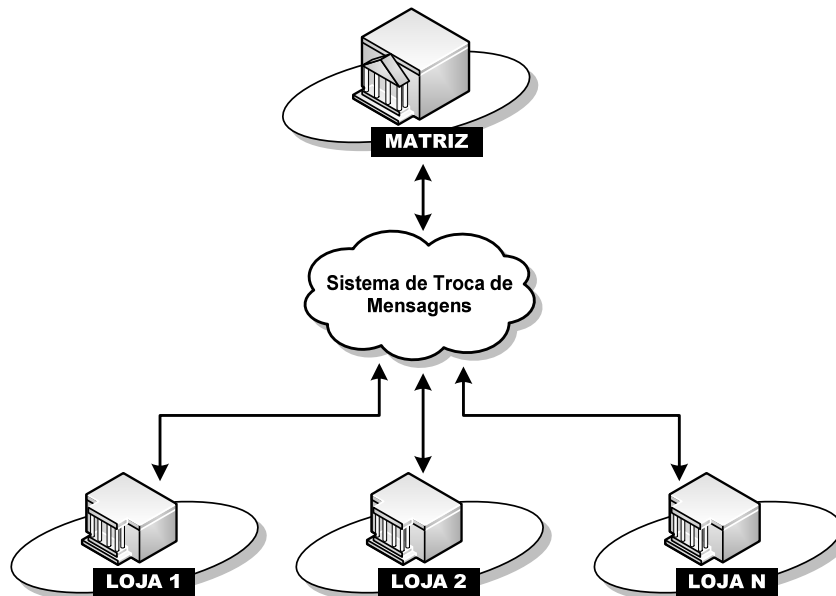 MATRIZ
Sistema de Troca de
Mensagens
LOJA 1
LOJA 2
LOJA N